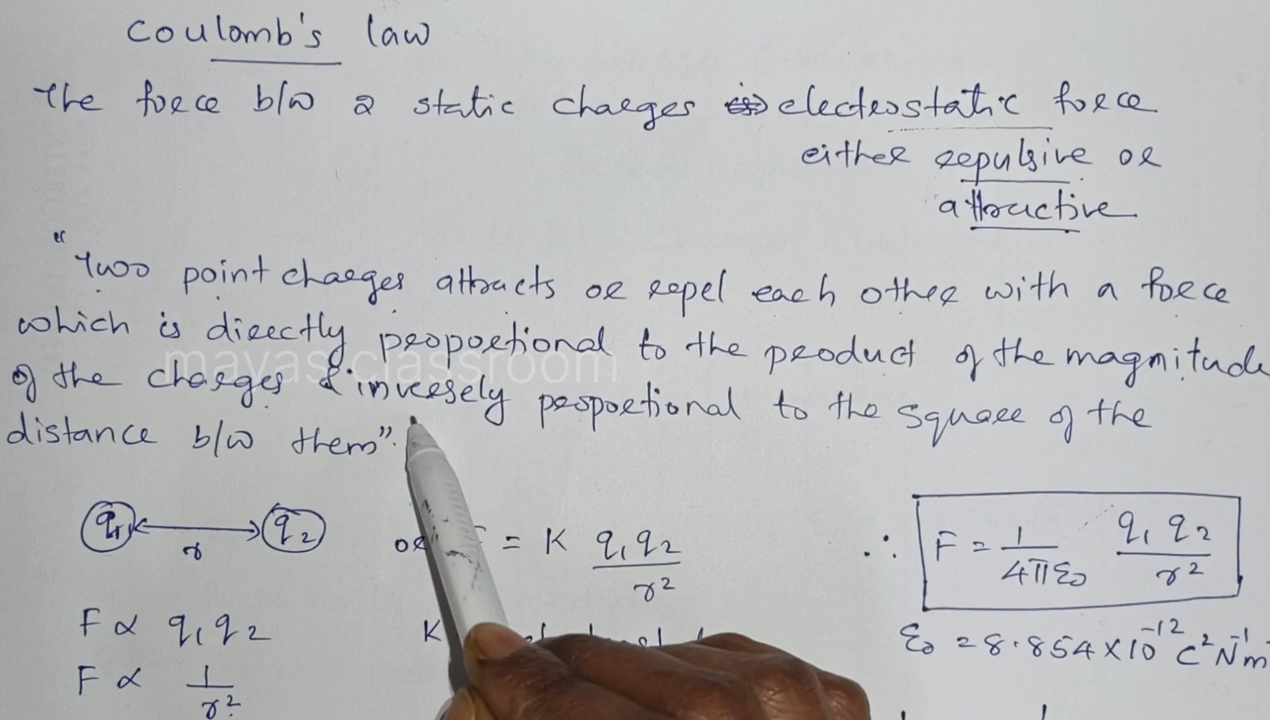 Coulomb's law
The force b/w 2 static charges electrostatic force
either repulsive or
attractive
"Two point charges attracts or repel each other with a force
which is directly proportional to the product of the magnitude
mayas classroom
of the charges & inversely proportional to the square of the
distance b/w them".
q₁ q₂
r
or = K q₁q₂/r²
∴ F = 1/4πε₀ q₁q₂/r²
F ∝ q₁q₂
K
ε₀ = 8.854×10⁻¹² C²N⁻¹m
F ∝ 1/r²